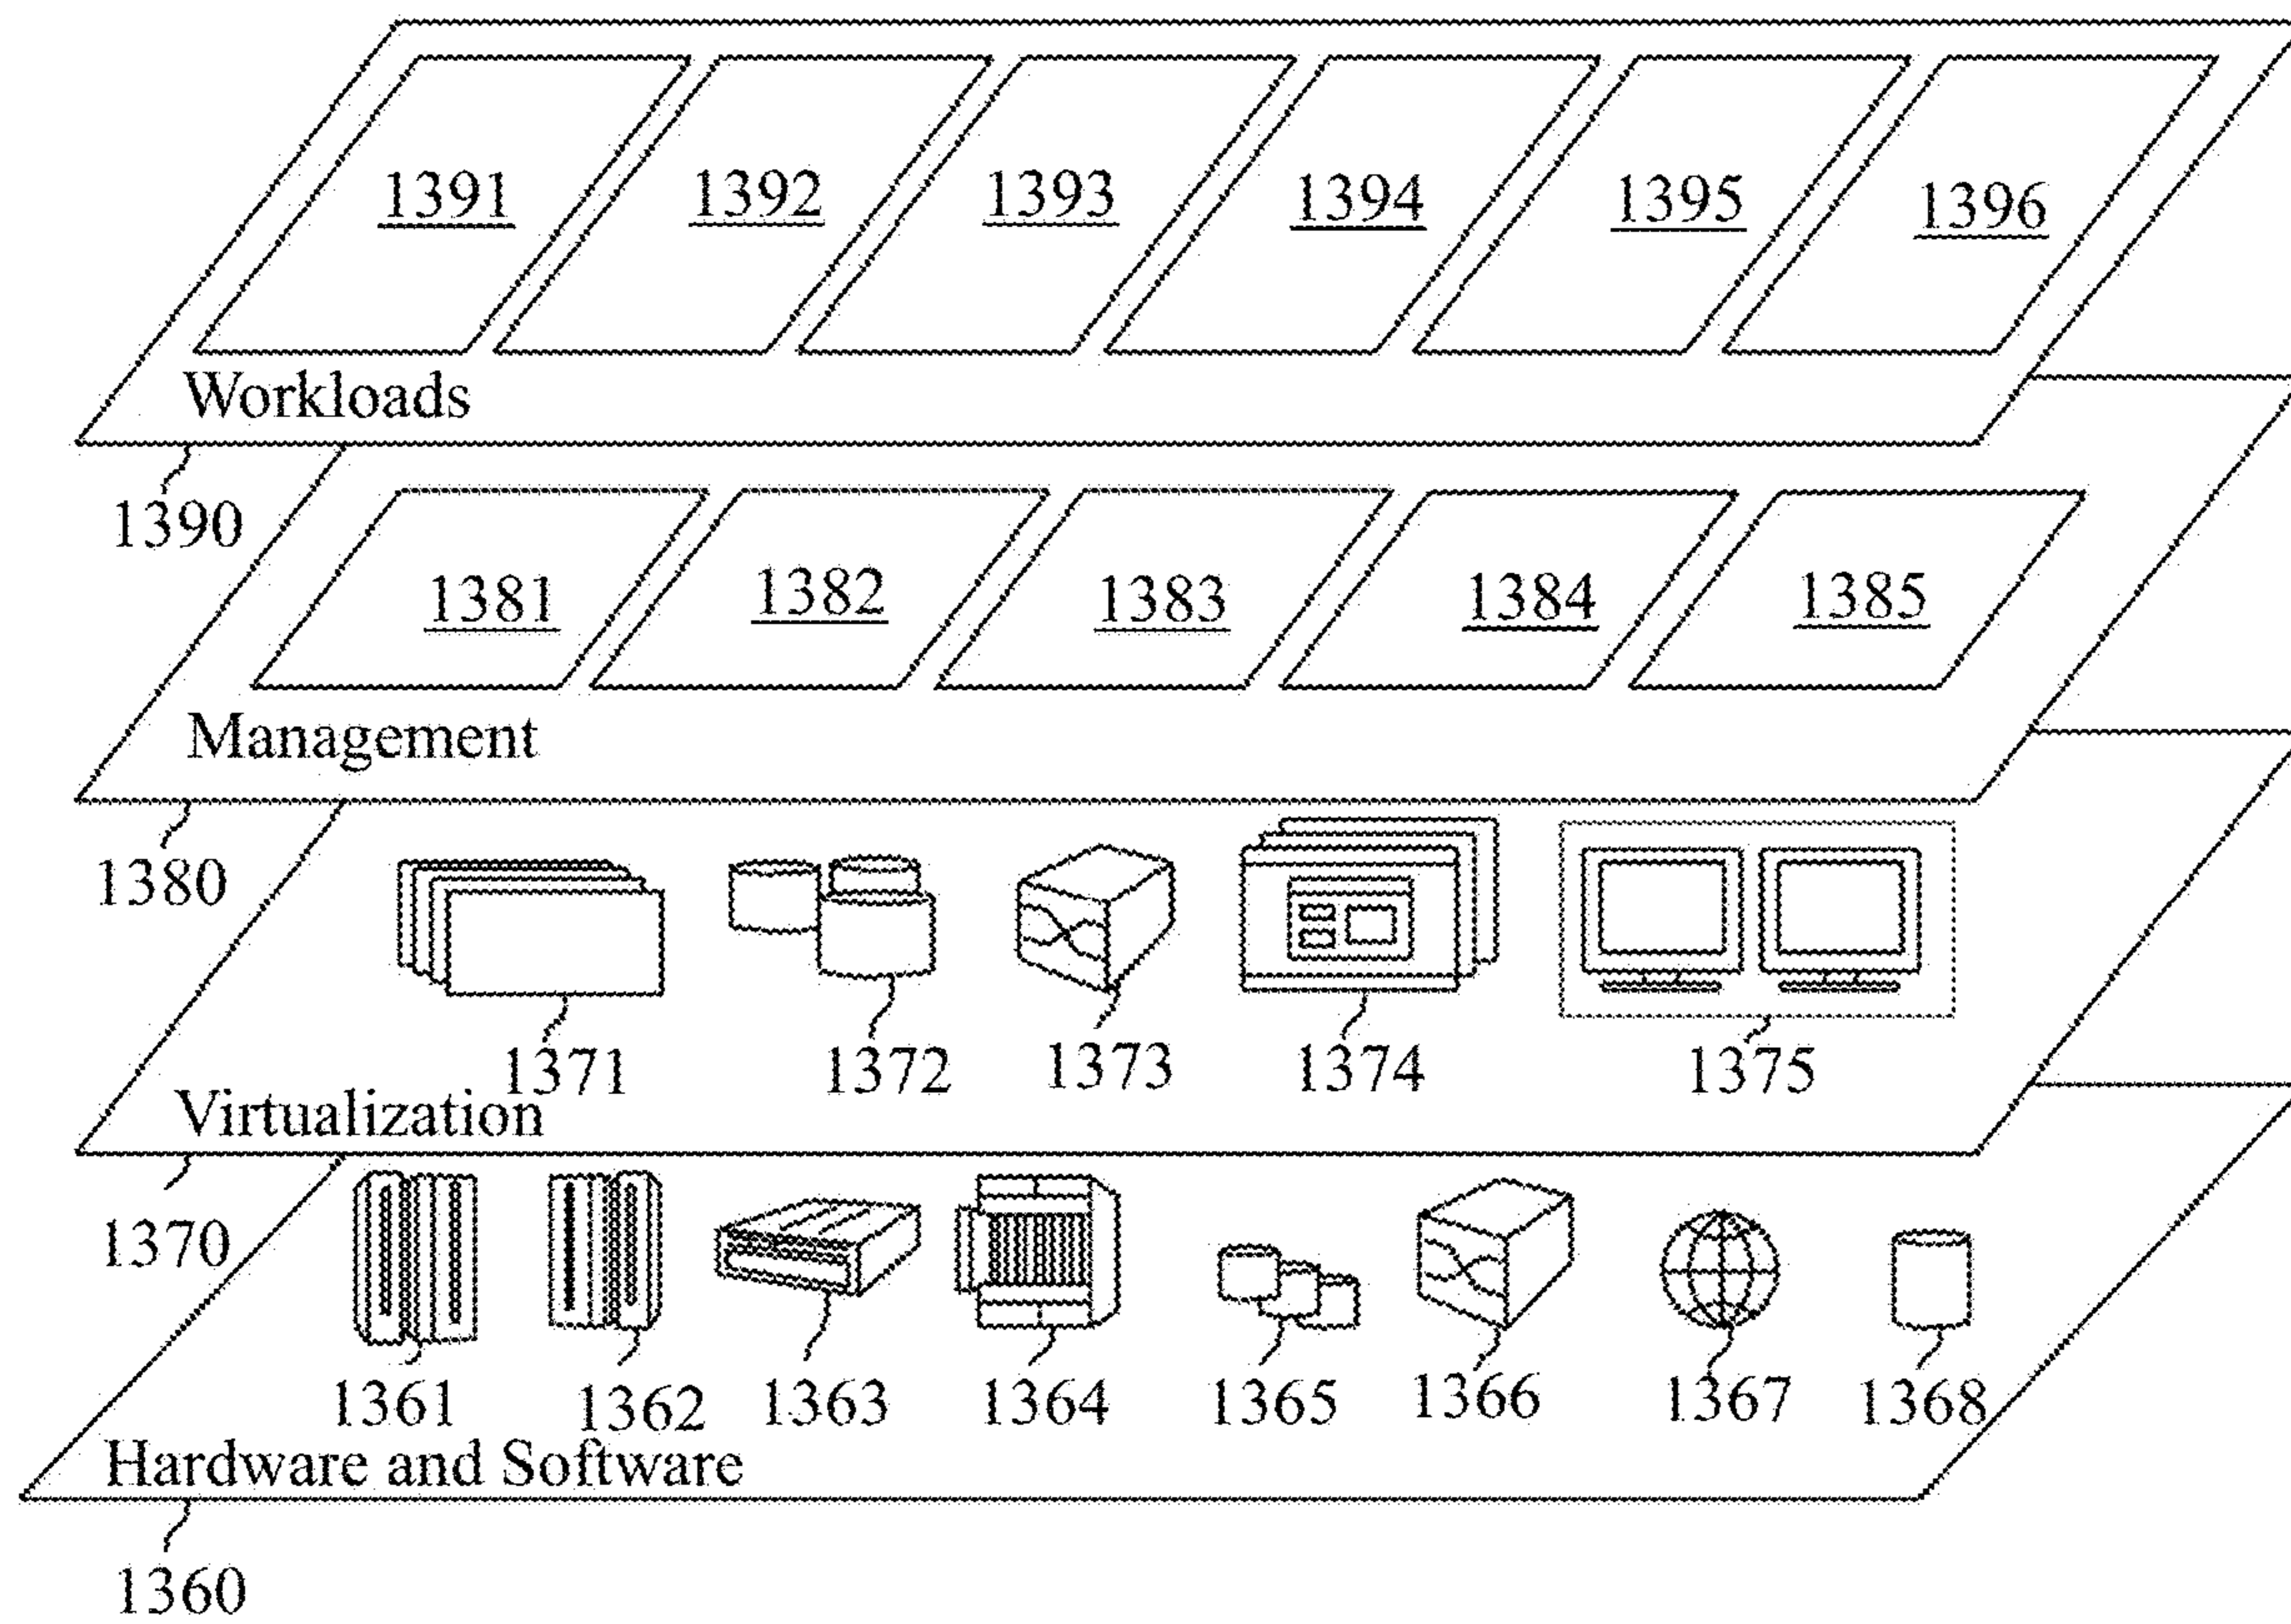 1391 1392 1393 1394 1395 1396
Workloads
1390
1381 1382 1383 1384 1385
Management
1380
1371 1372 1373 1374 1375
Virtualization
1370
1361 1362 1363 1364 1365 1366 1367 1368
Hardware and Software
1360